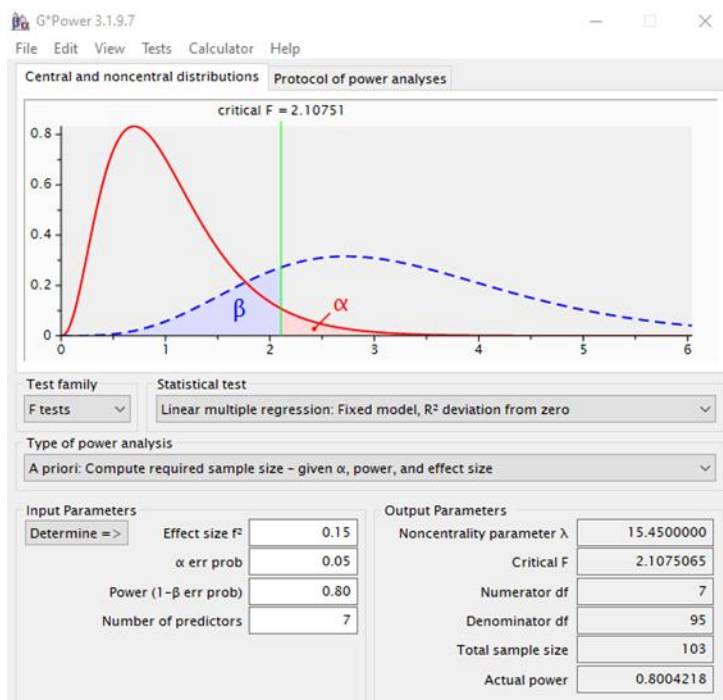 G*Power 3.1.9.7
File Edit View Tests Calculator Help
Central and noncentral distributions Protocol of power analyses
critical F = 2.10751
0.8
0.6
0.4
0.2
0
β
α
0 1 2 3 4 5 6
Test family Statistical test
F tests Linear multiple regression: Fixed model, R² deviation from zero
Type of power analysis
A priori: Compute required sample size – given α, power, and effect size
Input Parameters Output Parameters
Determine => Effect size f² 0.15 Noncentrality parameter λ 15.4500000
α err prob 0.05 Critical F 2.1075065
Power (1-β err prob) 0.80 Numerator df 7
Number of predictors 7 Denominator df 95
Total sample size 103
Actual power 0.8004218